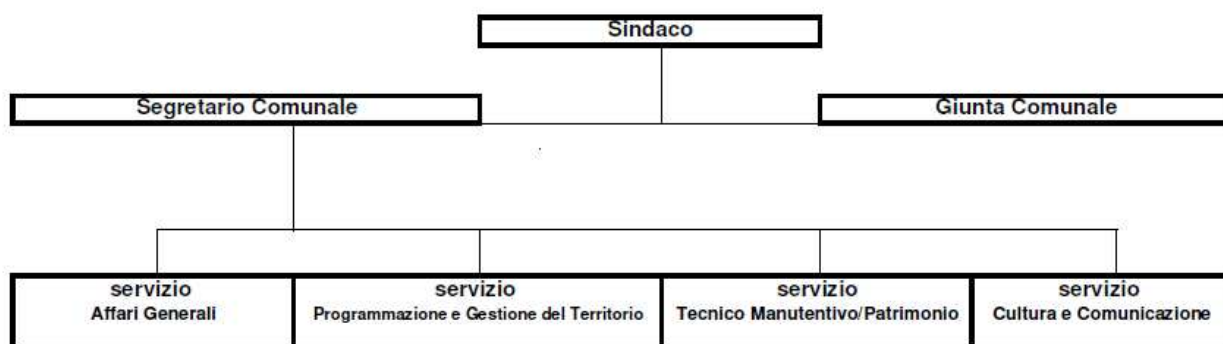 Sindaco
Segretario Comunale
Giunta Comunale
servizio
Affari Generali
servizio
Programmazione e Gestione del Territorio
servizio
Tecnico Manutentivo/Patrimonio
servizio
Cultura e Comunicazione